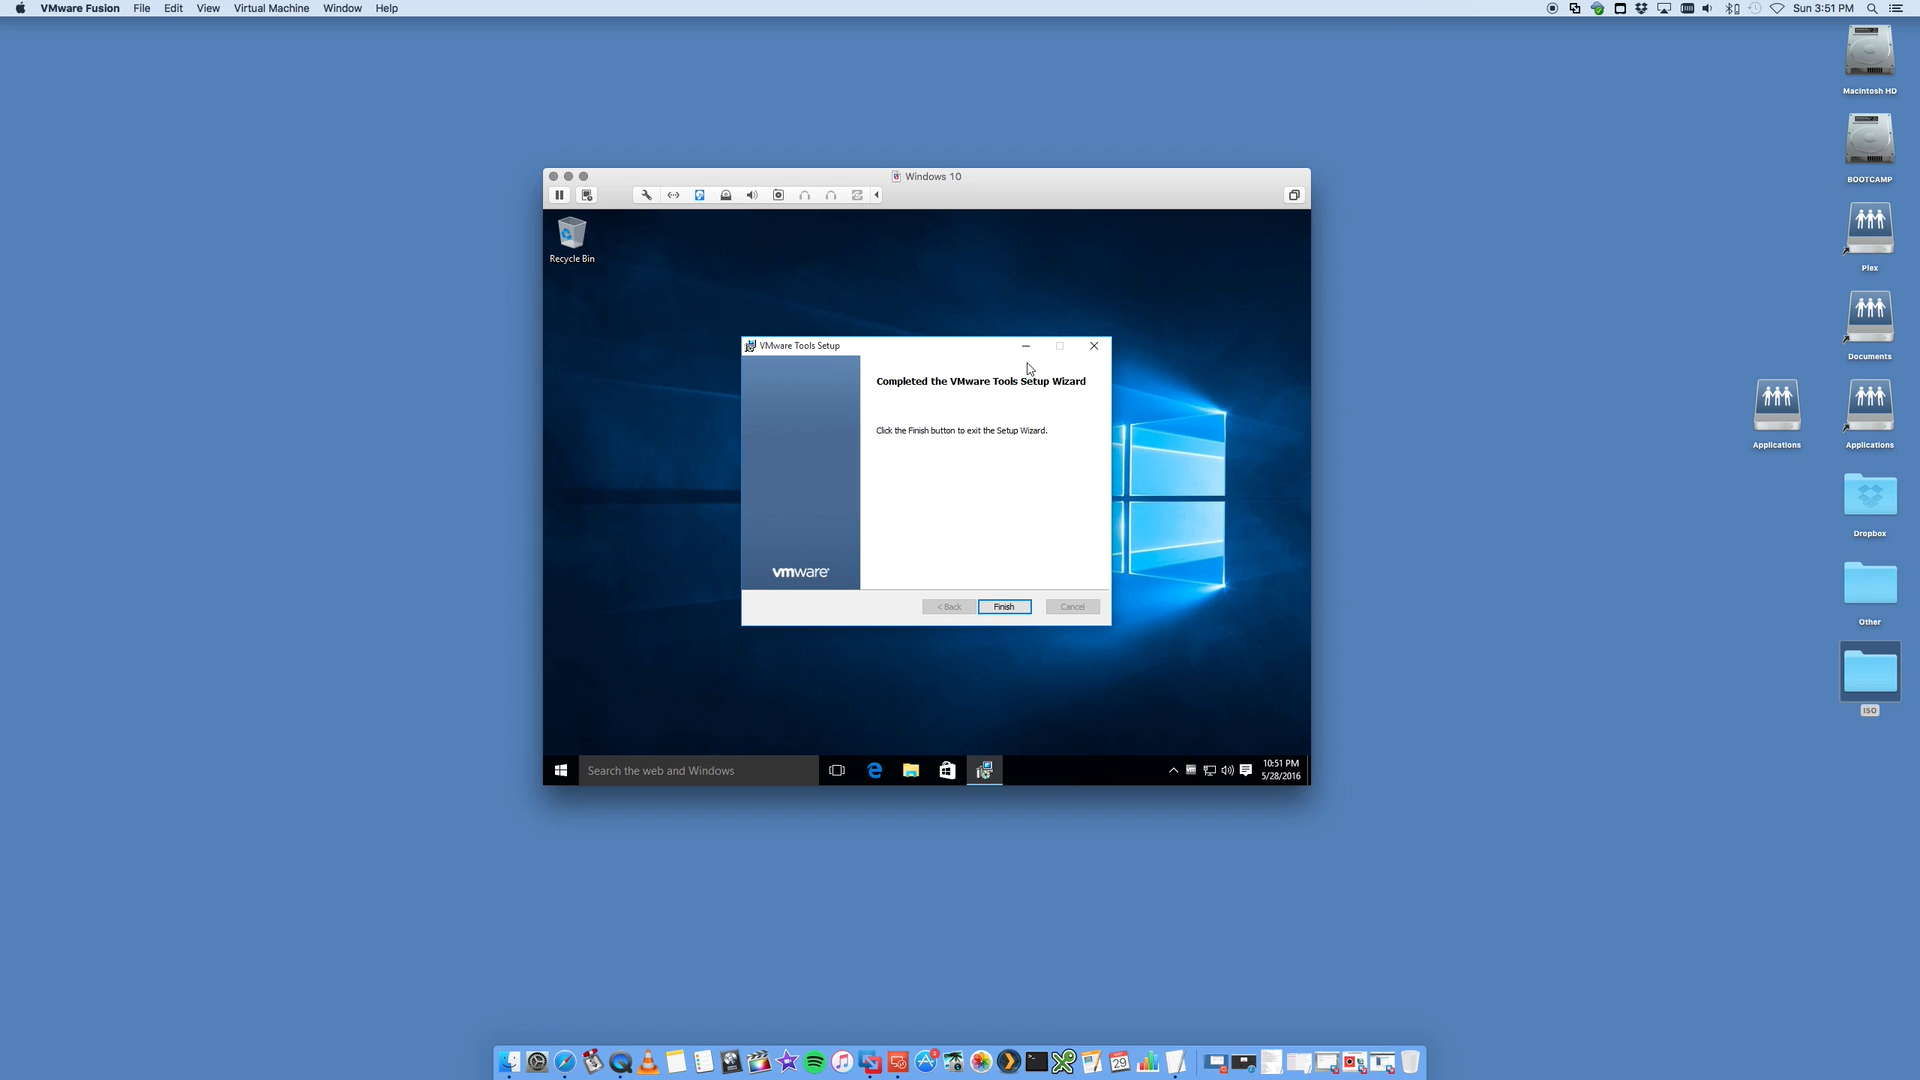 VMware Fusion File Edit View Virtual Machine Window Help
Sun 3:51 PM
Macintosh HD
BOOTCAMP
Plex
Documents
Applications
Applications
Dropbox
Other
ISO
Windows 10
Recycle Bin
VMware Tools Setup
Completed the VMware Tools Setup Wizard
Click the Finish button to exit the Setup Wizard.
vmware
< Back Finish Cancel
Search the web and Windows
10:51 PM
5/28/2016
29